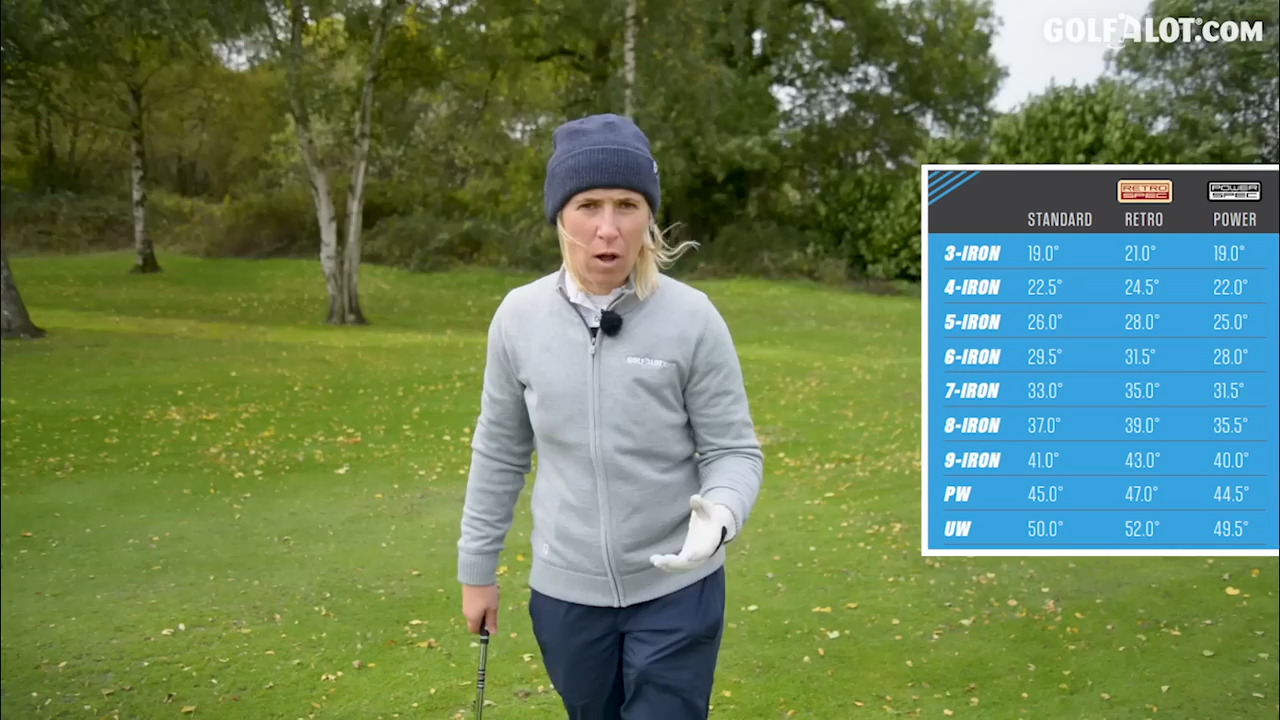 GOLFALOT.COM
RETRO SPEC POWER SPEC
STANDARD RETRO POWER
3-IRON 19.0° 21.0° 19.0°
4-IRON 22.5° 24.5° 22.0°
5-IRON 26.0° 28.0° 25.0°
6-IRON 29.5° 31.5° 28.0°
7-IRON 33.0° 35.0° 31.5°
8-IRON 37.0° 39.0° 35.5°
9-IRON 41.0° 43.0° 40.0°
PW 45.0° 47.0° 44.5°
UW 50.0° 52.0° 49.5°
GOLFALOT